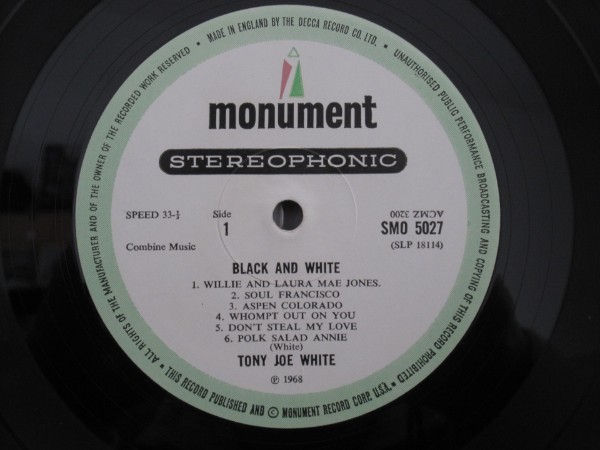 MADE IN ENGLAND BY THE DECCA RECORD CO. LTD. •
UNAUTHORISED PUBLIC PERFORMANCE BROADCASTING AND COPYING OF THIS RECORD PROHIBITED •
ALL RIGHTS OF THE MANUFACTURER AND OF THE OWNER OF THE RECORDED WORK RESERVED •
• THIS RECORD PUBLISHED AND © MONUMENT RECORD CORP. U.S.A. •
monument
STEREOPHONIC
SPEED 33-⅓
Side
1
ACMZ 3200
SMO 5027
(SLP 18114)
Combine Music
BLACK AND WHITE
1. WILLIE AND LAURA MAE JONES.
2. SOUL FRANCISCO
3. ASPEN COLORADO
4. WHOMPT OUT ON YOU
5. DON'T STEAL MY LOVE
6. POLK SALAD ANNIE
(White)
TONY JOE WHITE
℗ 1968